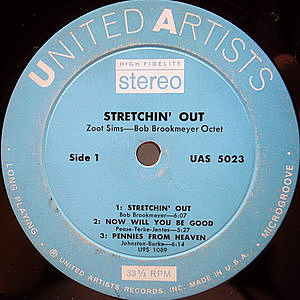 UNITED ARTISTS
HIGH FIDELITY
stereo
STRETCHIN' OUT
Zoot Sims—Bob Brookmeyer Octet
Side 1
UAS 5023
1: STRETCHIN' OUT
Bob Brookmeyer—6:07
2: NOW WILL YOU BE GOOD
Pease-Terke-Jentes—5:27
3: PENNIES FROM HEAVEN
Johnston-Burke—6:14
U9S 1089
33⅓ RPM
• LONG PLAYING •
• MICROGROOVE •
© UNITED ARTISTS RECORDS, INC. MADE IN U.S.A.